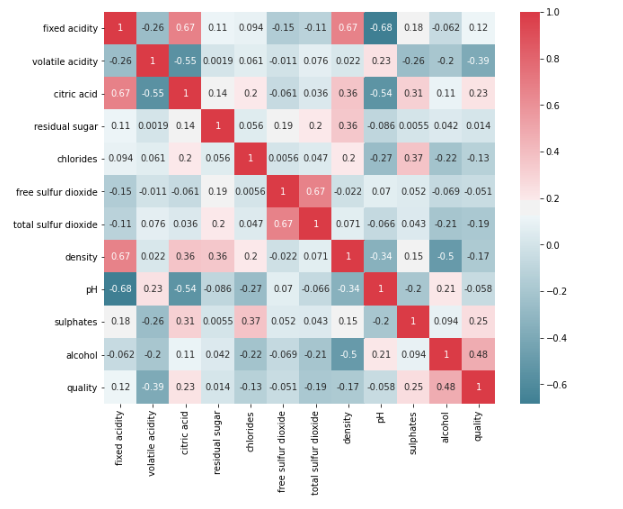 fixed acidity 1 -0.26 0.67 0.11 0.094 -0.15 -0.11 0.67 -0.68 0.18 -0.062 0.12
volatile acidity -0.26 1 -0.55 0.0019 0.061 -0.011 0.076 0.022 0.23 -0.26 -0.2 -0.39
citric acid 0.67 -0.55 1 0.14 0.2 -0.061 0.036 0.36 -0.54 0.31 0.11 0.23
residual sugar 0.11 0.0019 0.14 1 0.056 0.19 0.2 0.36 -0.086 0.0055 0.042 0.014
chlorides 0.094 0.061 0.2 0.056 1 0.0056 0.047 0.2 -0.27 0.37 -0.22 -0.13
free sulfur dioxide -0.15 -0.011 -0.061 0.19 0.0056 1 0.67 -0.022 0.07 0.052 -0.069 -0.051
total sulfur dioxide -0.11 0.076 0.036 0.2 0.047 0.67 1 0.071 -0.066 0.043 -0.21 -0.19
density 0.67 0.022 0.36 0.36 0.2 -0.022 0.071 1 -0.34 0.15 -0.5 -0.17
pH -0.68 0.23 -0.54 -0.086 -0.27 0.07 -0.066 -0.34 1 -0.2 0.21 -0.058
sulphates 0.18 -0.26 0.31 0.0055 0.37 0.052 0.043 0.15 -0.2 1 0.094 0.25
alcohol -0.062 -0.2 0.11 0.042 -0.22 -0.069 -0.21 -0.5 0.21 0.094 1 0.48
quality 0.12 -0.39 0.23 0.014 -0.13 -0.051 -0.19 -0.17 -0.058 0.25 0.48 1
fixed acidity
volatile acidity
citric acid
residual sugar
chlorides
free sulfur dioxide
total sulfur dioxide
density
pH
sulphates
alcohol
quality
1.0
0.8
0.6
0.4
0.2
0.0
−0.2
−0.4
−0.6